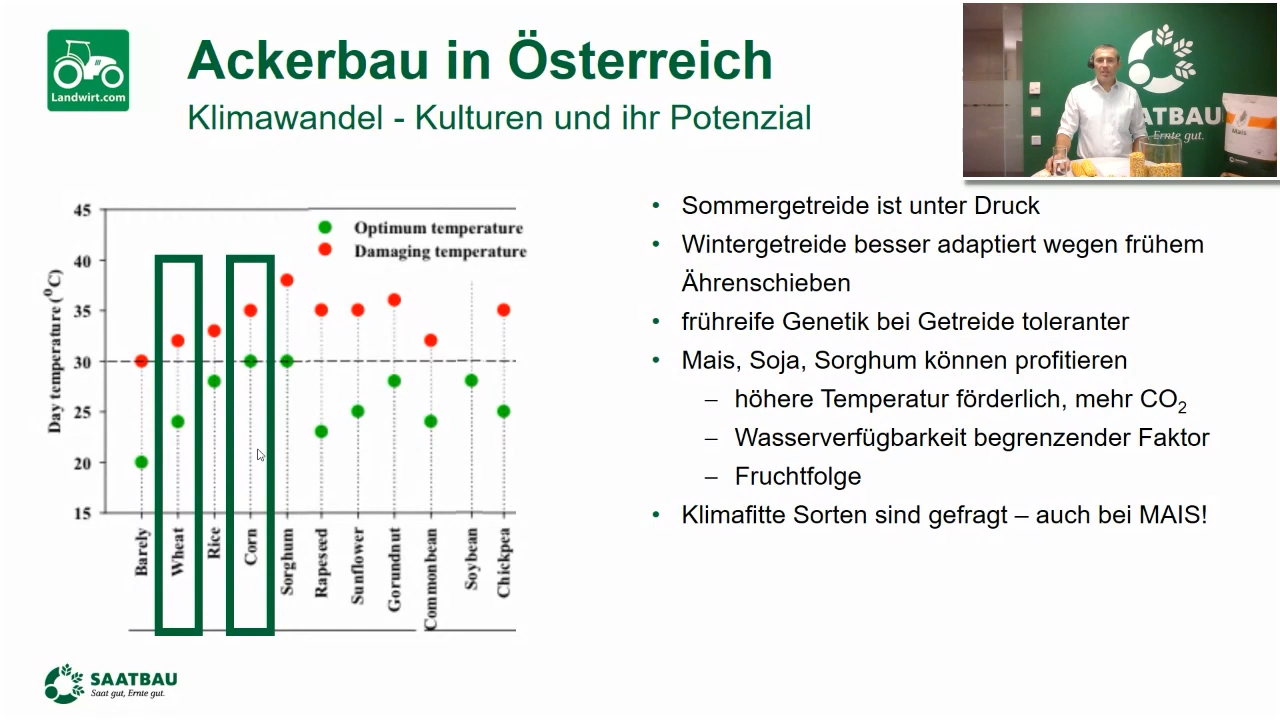 Landwirt.com
Ackerbau in Österreich
Klimawandel - Kulturen und ihr Potenzial
ATBAU
Ernte gut.
Mais
45
40
35
30
25
20
15
Day temperature (°C)
Optimum temperature
Damaging temperature
Barely
Wheat
Rice
Corn
Sorghum
Rapeseed
Sunflower
Gorundnut
Commonbean
Soybean
Chickpea
• Sommergetreide ist unter Druck
• Wintergetreide besser adaptiert wegen frühem
Ährenschieben
• frühreife Genetik bei Getreide toleranter
• Mais, Soja, Sorghum können profitieren
– höhere Temperatur förderlich, mehr CO₂
– Wasserverfügbarkeit begrenzender Faktor
– Fruchtfolge
• Klimafitte Sorten sind gefragt – auch bei MAIS!
SAATBAU
Saat gut, Ernte gut.